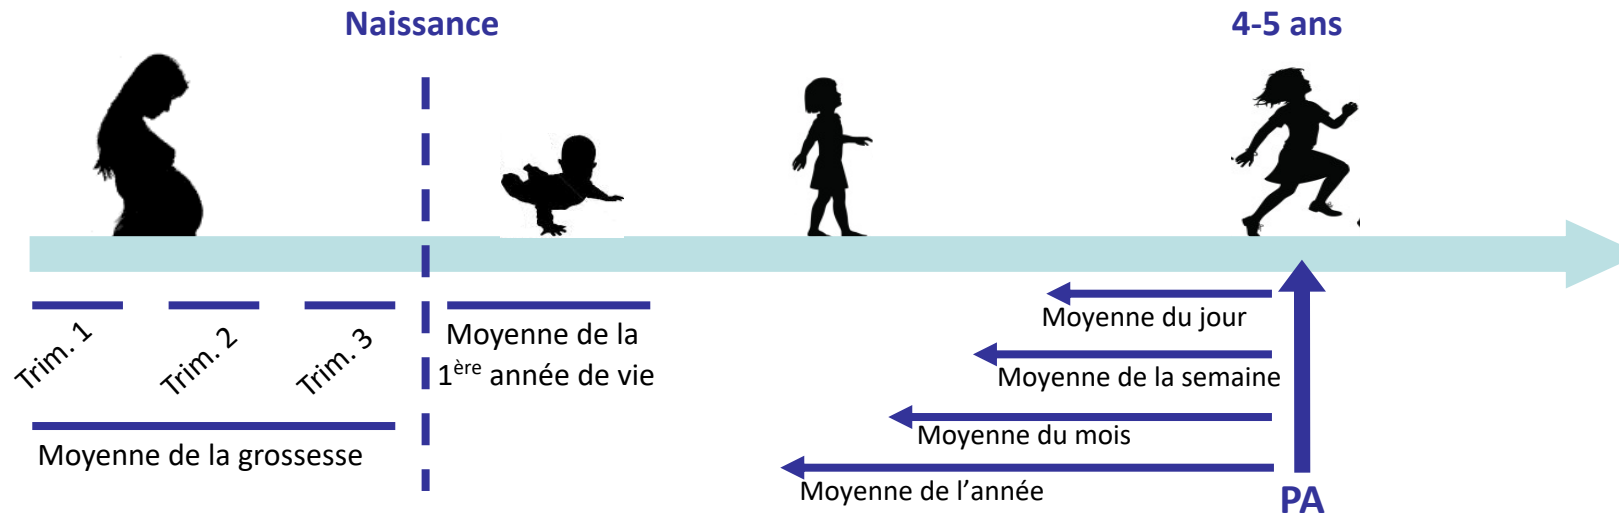 Naissance
4-5 ans
Trim. 1
Trim. 2
Trim. 3
Moyenne de la
1ère année de vie
Moyenne de la grossesse
Moyenne du jour
Moyenne de la semaine
Moyenne du mois
Moyenne de l’année
PA